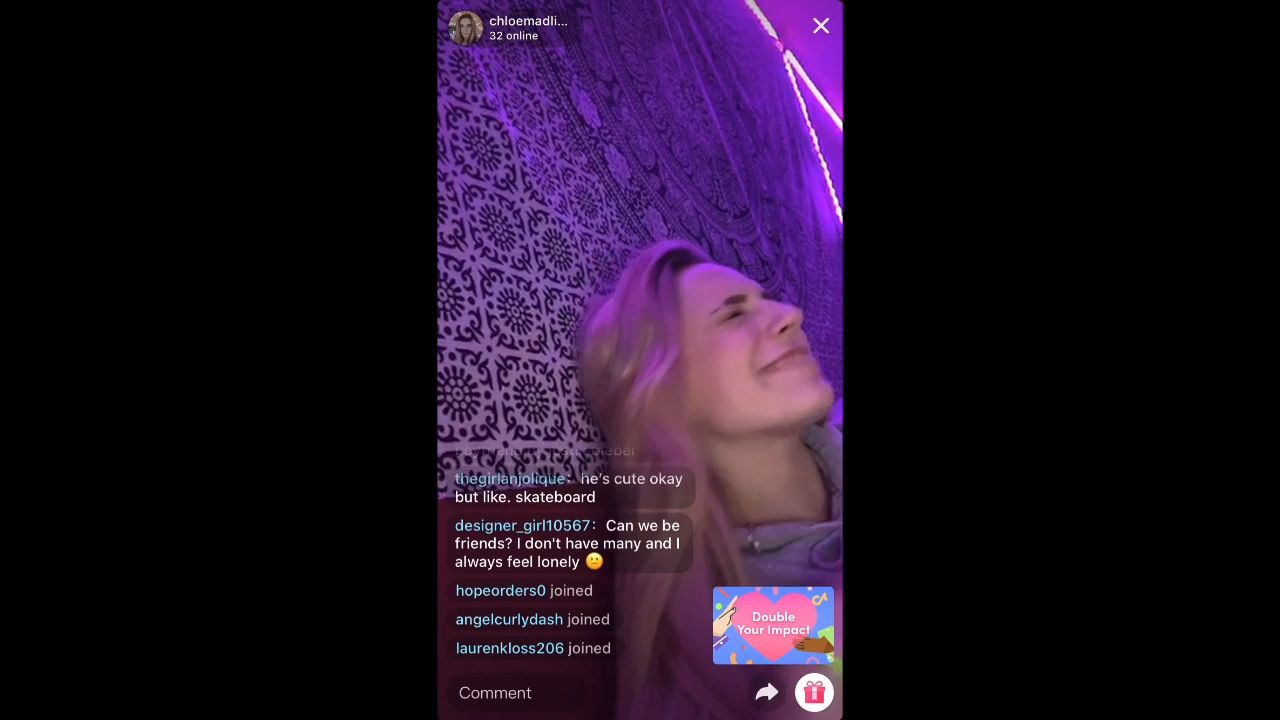 chloemadli...
32 online
thegirlanjolique: he's cute okay
but like. skateboard
designer_girl10567: Can we be
friends? I don't have many and I
always feel lonely 😕
hopeorders0 joined
angelcurlydash joined
laurenkloss206 joined
Double
Your Impact
Comment